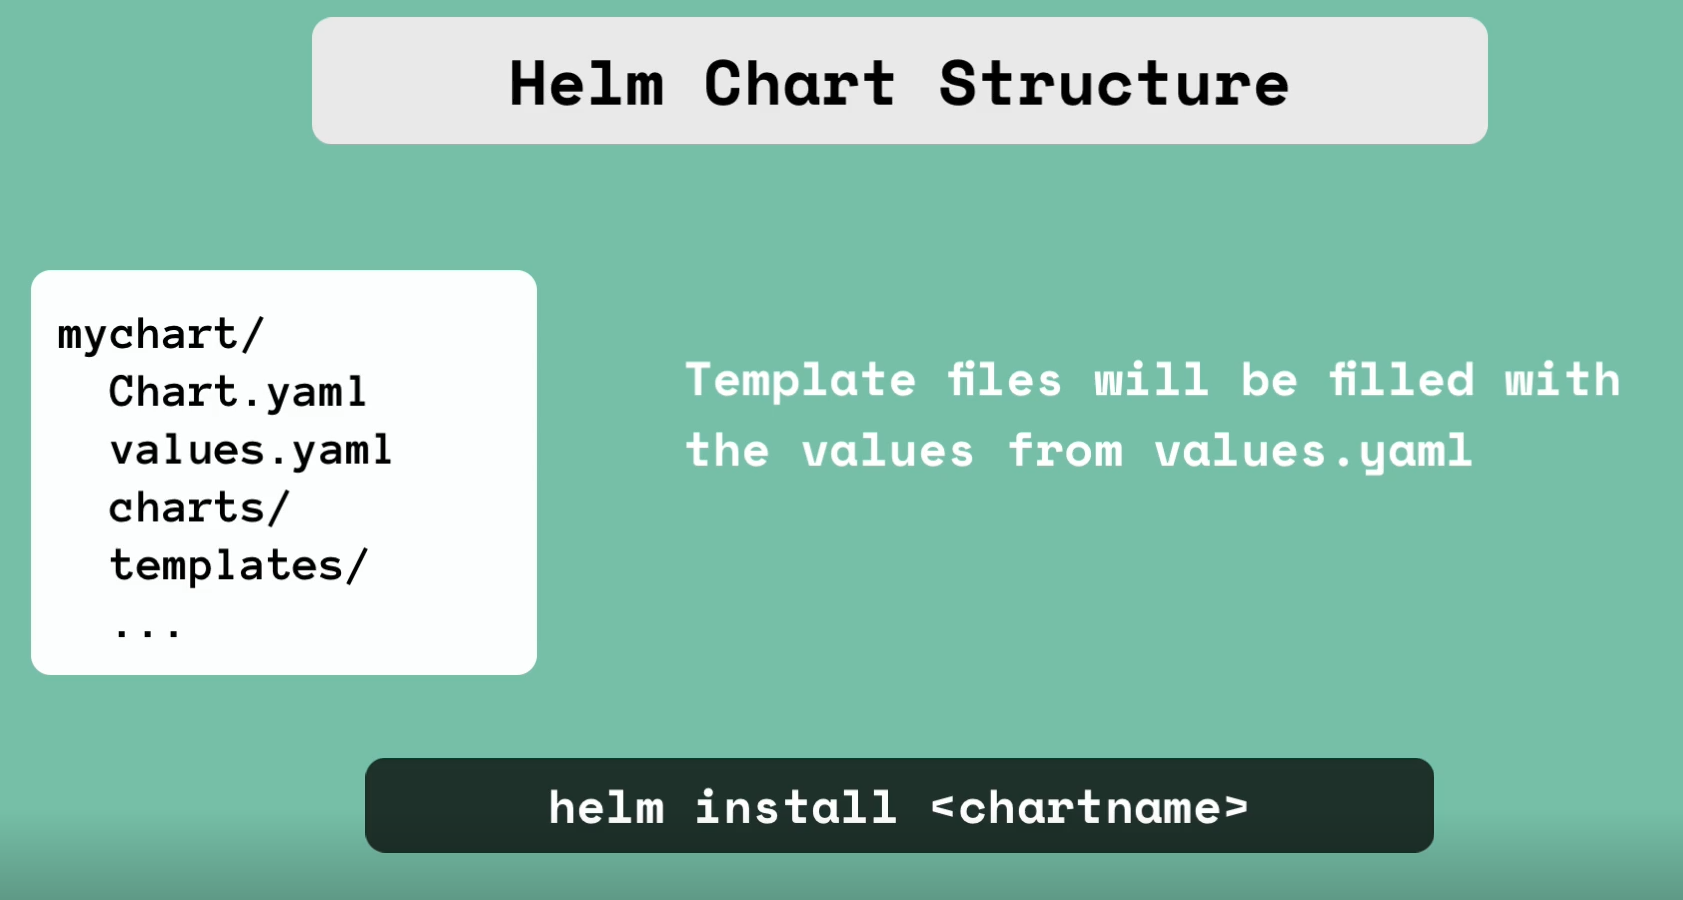 Helm Chart Structure
mychart/
Chart.yaml
values.yaml
charts/
templates/
...
Template files will be filled with
the values from values.yaml
helm install <chartname>